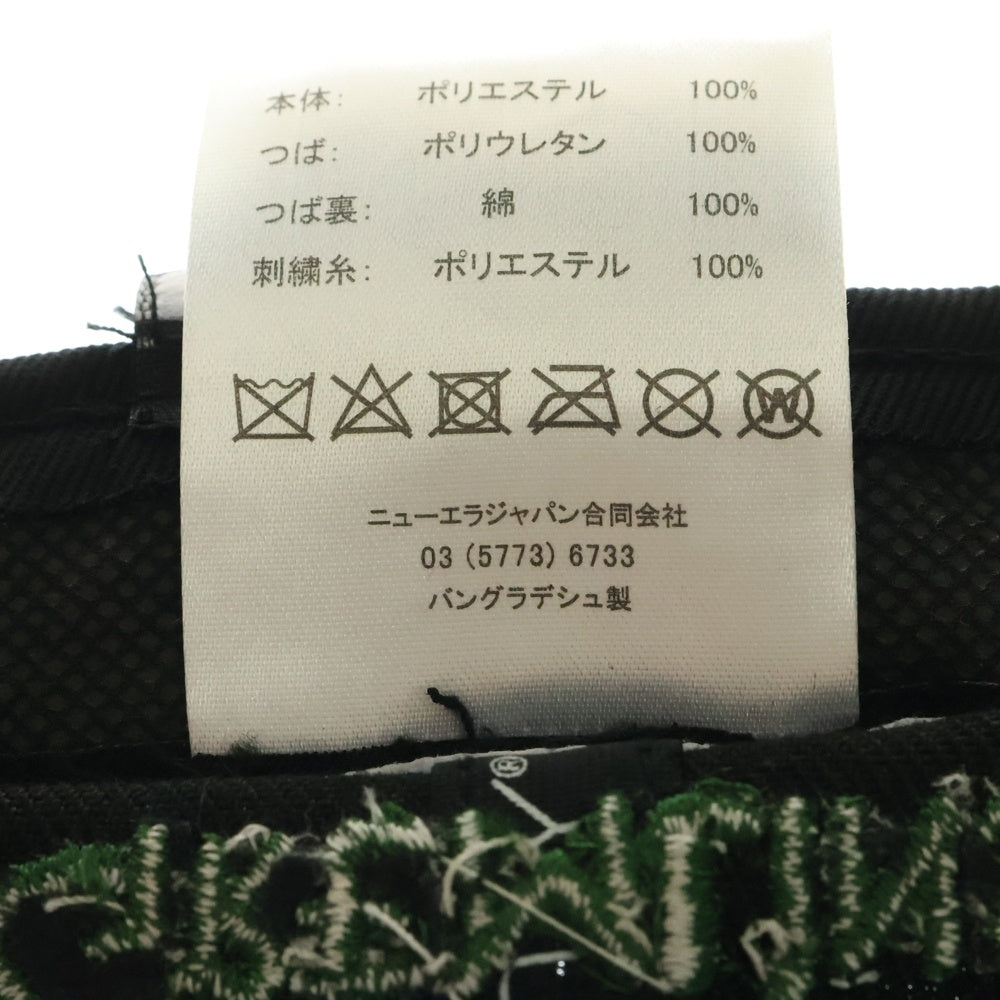 本体: ポリエステル 100%
つば: ポリウレタン 100%
つば裏: 綿 100%
刺繍糸: ポリエステル 100%
W
ニューエラジャパン合同会社
03 (5773) 6733
バングラデシュ製
®